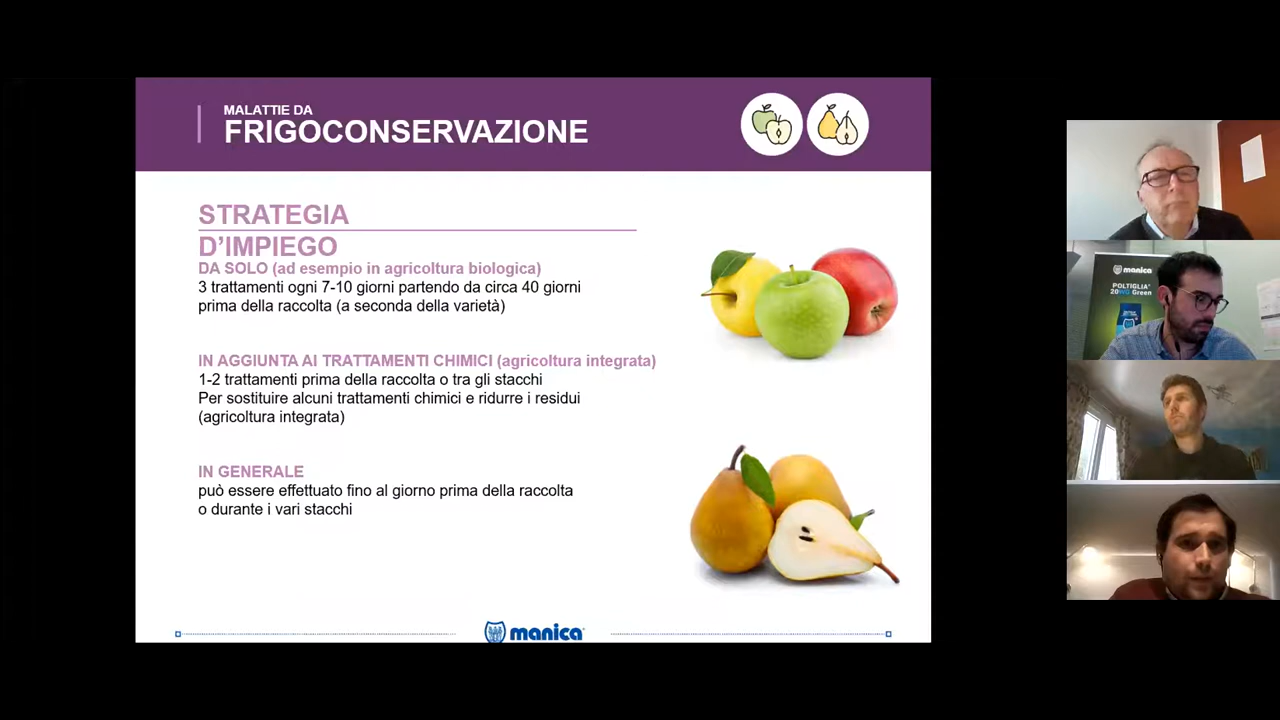 MALATTIE DA
FRIGOCONSERVAZIONE
STRATEGIA
D'IMPIEGO
DA SOLO (ad esempio in agricoltura biologica)
3 trattamenti ogni 7-10 giorni partendo da circa 40 giorni
prima della raccolta (a seconda della varietà)
IN AGGIUNTA AI TRATTAMENTI CHIMICI (agricoltura integrata)
1-2 trattamenti prima della raccolta o tra gli stacchi
Per sostituire alcuni trattamenti chimici e ridurre i residui
(agricoltura integrata)
IN GENERALE
può essere effettuato fino al giorno prima della raccolta
o durante i vari stacchi
manica
manica
POLTIGLIA
20WG Green